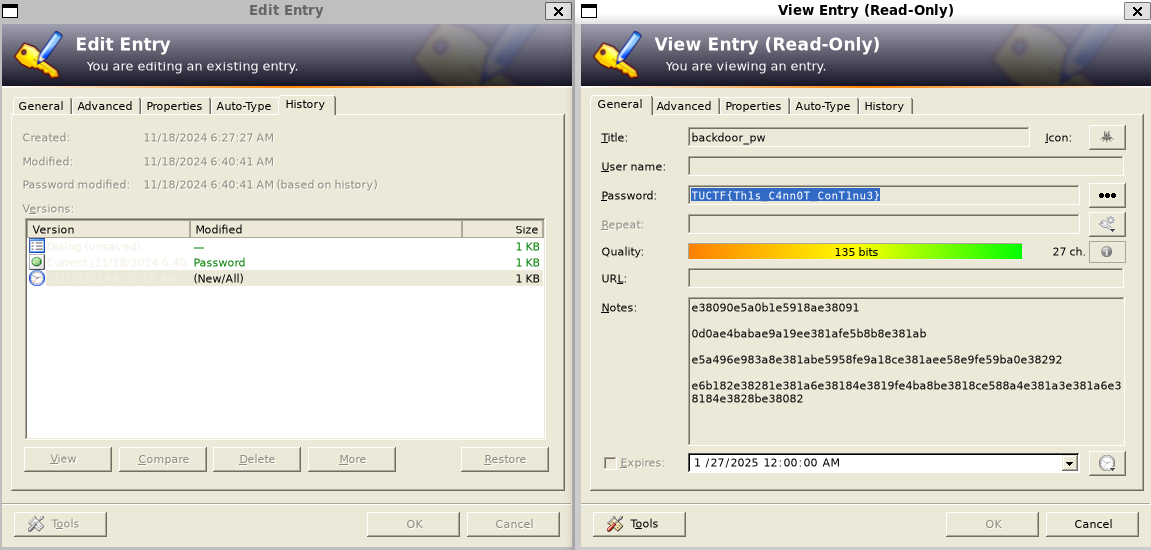 Edit Entry
Edit Entry
You are editing an existing entry.
General Advanced Properties Auto-Type History
Created: 11/18/2024 6:27:27 AM
Modified: 11/18/2024 6:40:41 AM
Password modified: 11/18/2024 6:40:41 AM (based on history)
Versions:
Version Modified Size
Dialog (unsaved) — 1 KB
Current (11/18/2024 6:40 Password 1 KB
(New/All) 1 KB
View Compare Delete More Restore
Tools OK Cancel
View Entry (Read-Only)
View Entry (Read-Only)
You are viewing an entry.
General Advanced Properties Auto-Type History
Title: backdoor_pw Icon:
User name:
Password: TUCTF{Th1s_C4nn0T_ConT1nu3}
Repeat:
Quality: 135 bits 27 ch.
URL:
Notes: e38090e5a0b1e5918ae38091
0d0ae4babae9a19ee381afe5b8b8e381ab
e5a496e983a8e381abe5958fe9a18ce381aee58e9fe59ba0e38292
e6b182e38281e381a6e38184e3819fe4ba8be3818ce588a4e381a3e381a6e3
8184e3828be38082
Expires: 1 /27/2025 12:00:00 AM
Tools OK Cancel